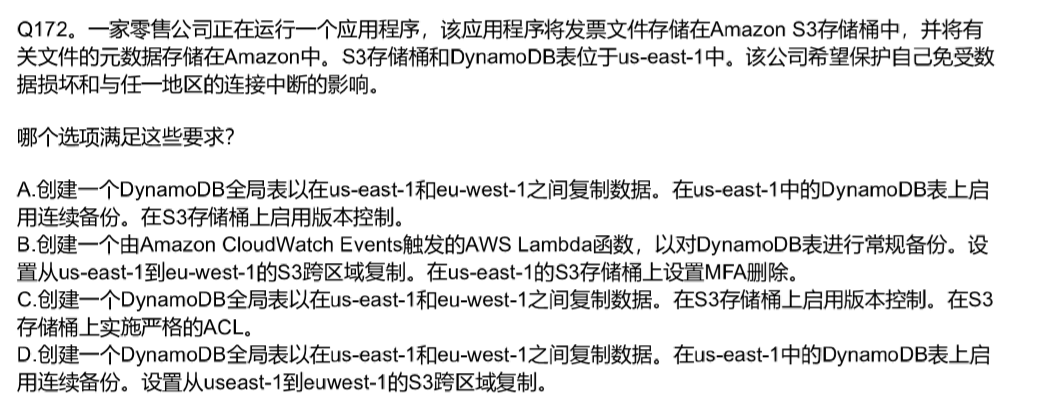 Q172。一家零售公司正在运行一个应用程序，该应用程序将发票文件存储在Amazon S3存储桶中，并将有
关文件的元数据存储在Amazon中。S3存储桶和DynamoDB表位于us-east-1中。该公司希望保护自己免受数
据损坏和与任一地区的连接中断的影响。
哪个选项满足这些要求？
A.创建一个DynamoDB全局表以在us-east-1和eu-west-1之间复制数据。在us-east-1中的DynamoDB表上启
用连续备份。在S3存储桶上启用版本控制。
B.创建一个由Amazon CloudWatch Events触发的AWS Lambda函数，以对DynamoDB表进行常规备份。设
置从us-east-1到eu-west-1的S3跨区域复制。在us-east-1的S3存储桶上设置MFA删除。
C.创建一个DynamoDB全局表以在us-east-1和eu-west-1之间复制数据。在S3存储桶上启用版本控制。在S3
存储桶上实施严格的ACL。
D.创建一个DynamoDB全局表以在us-east-1和eu-west-1之间复制数据。在us-east-1中的DynamoDB表上启
用连续备份。设置从useast-1到euwest-1的S3跨区域复制。